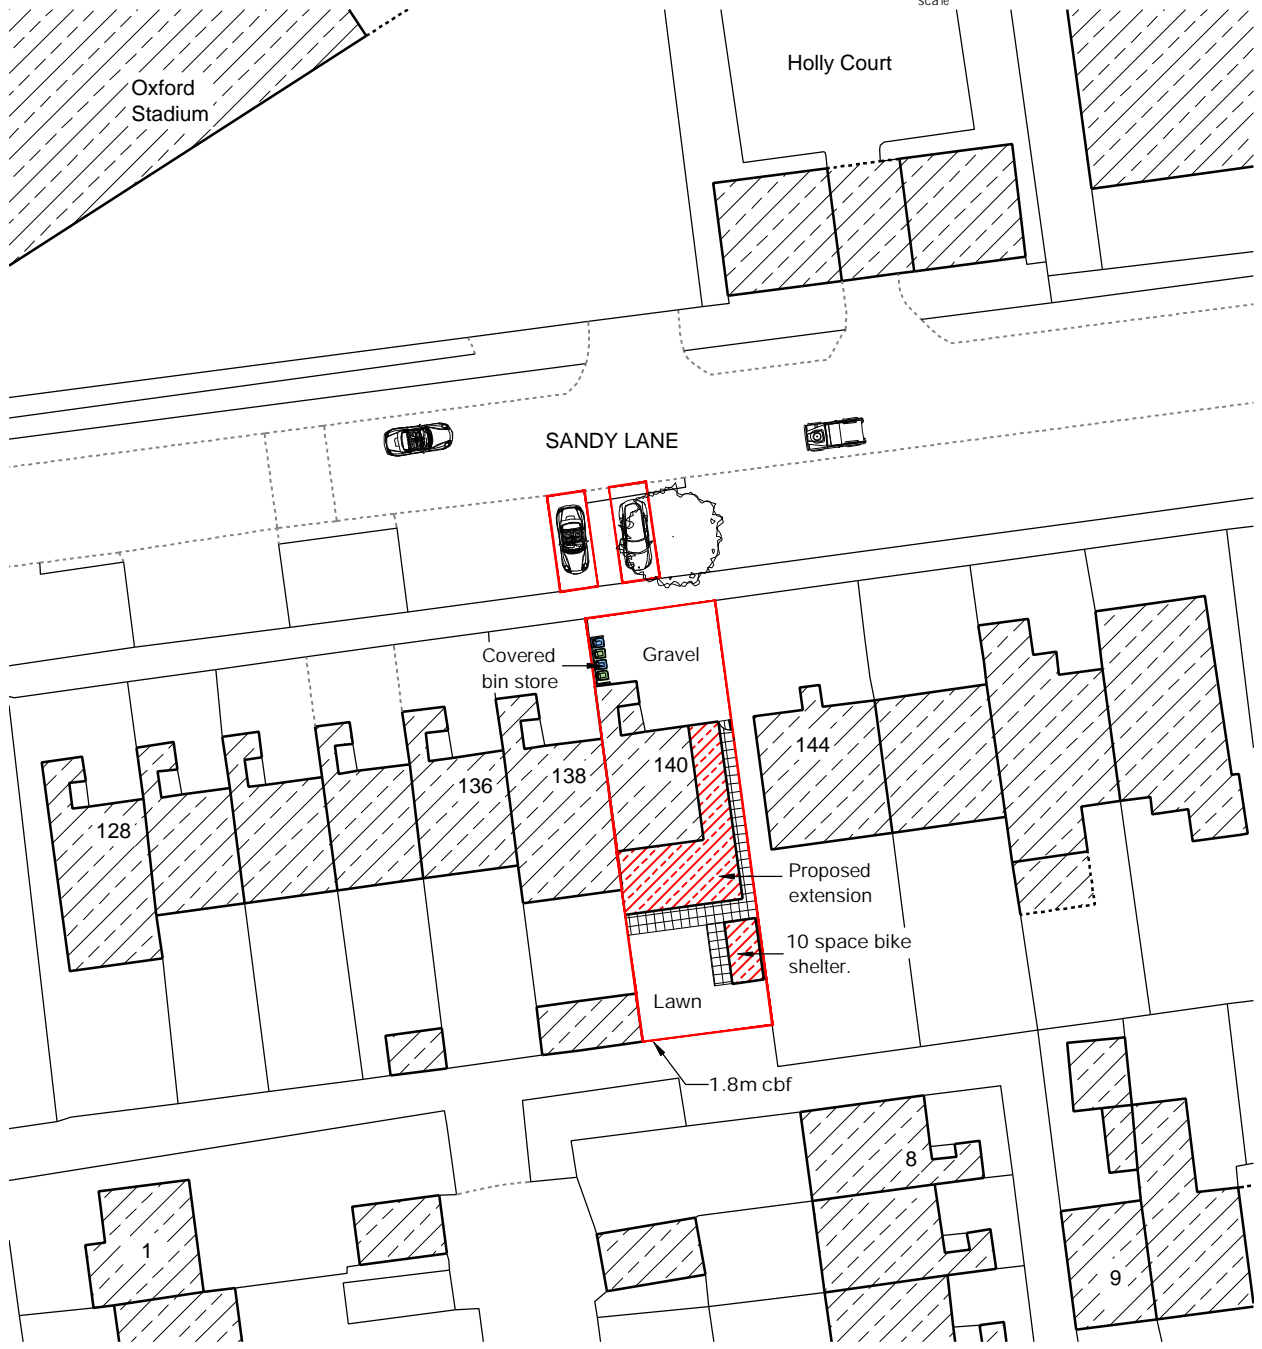 scale
Holly Court
Oxford
Stadium
SANDY LANE
Covered
bin store
Gravel
144
140
138
136
128
Proposed
extension
10 space bike
shelter.
Lawn
1.8m cbf
8
1
9